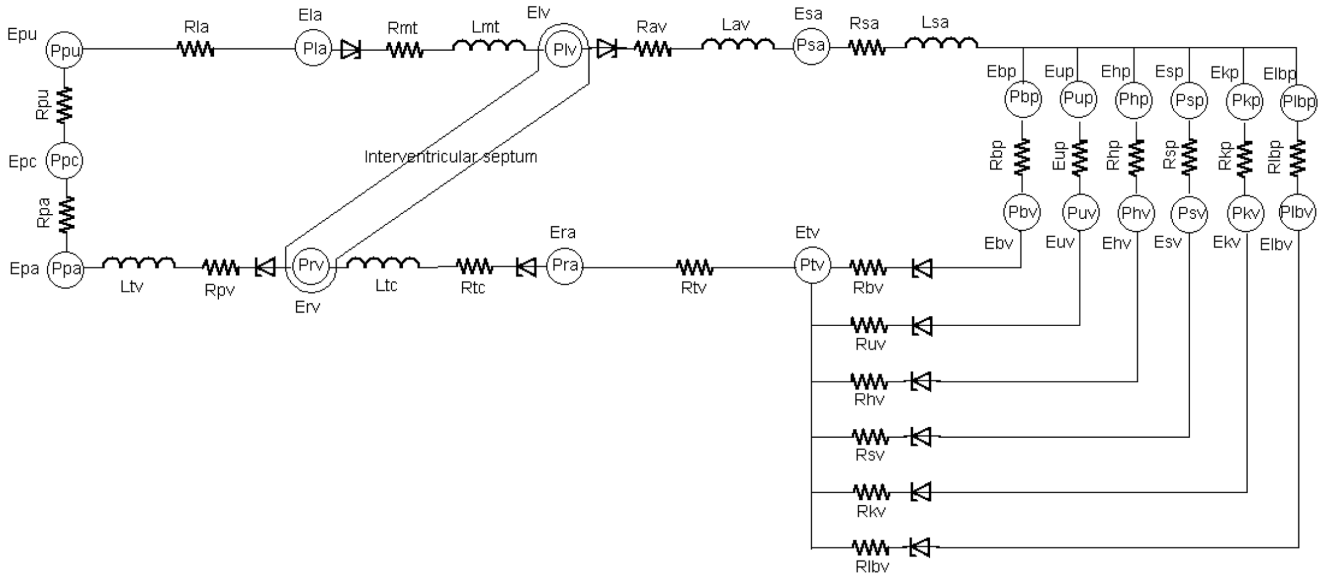 Epu
Ppu
Rla
Ela
Pla
Rmt
Lmt
Elv
Plv
Rav
Lav
Esa
Psa
Rsa
Lsa
Ebp
Eup
Ehp
Esp
Ekp
Elbp
Pbp
Pup
Php
Psp
Pkp
Plbp
Rpu
Rbp
Eup
Rhp
Rsp
Rkp
Rlbp
Epc
Ppc
Interventricular septum
Rpa
Pbv
Puv
Phv
Psv
Pkv
Plbv
Ebv
Euv
Ehv
Esv
Ekv
Elbv
Epa
Ppa
Ltv
Rpv
Prv
Erv
Ltc
Rtc
Era
Pra
Rtv
Etv
Ptv
Rbv
Ruv
Rhv
Rsv
Rkv
Rlbv